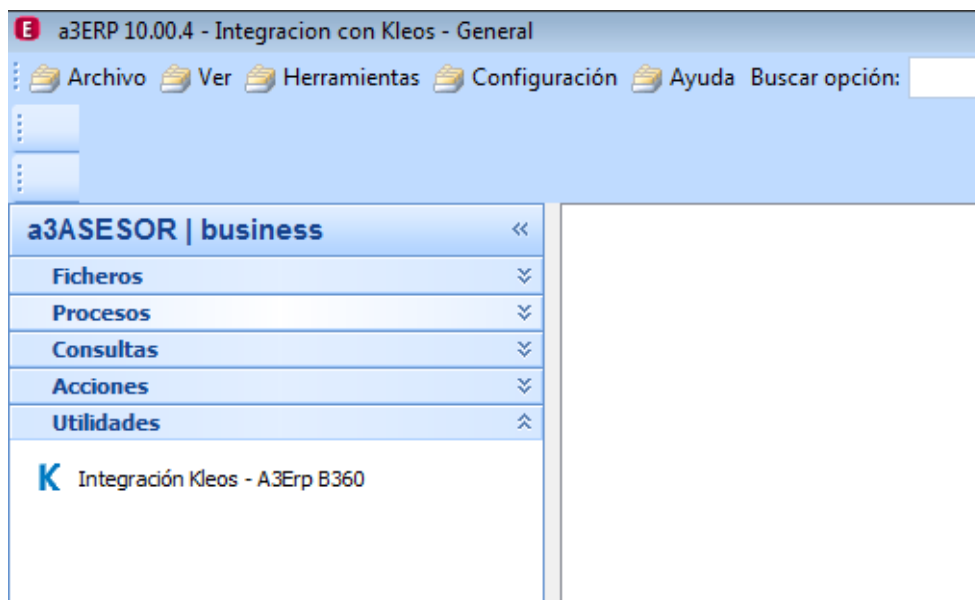 a3ERP 10.00.4 - Integracion con Kleos - General
Archivo Ver Herramientas Configuración Ayuda Buscar opción:
a3ASESOR | business
Ficheros
Procesos
Consultas
Acciones
Utilidades
K Integración Kleos - A3Erp B360